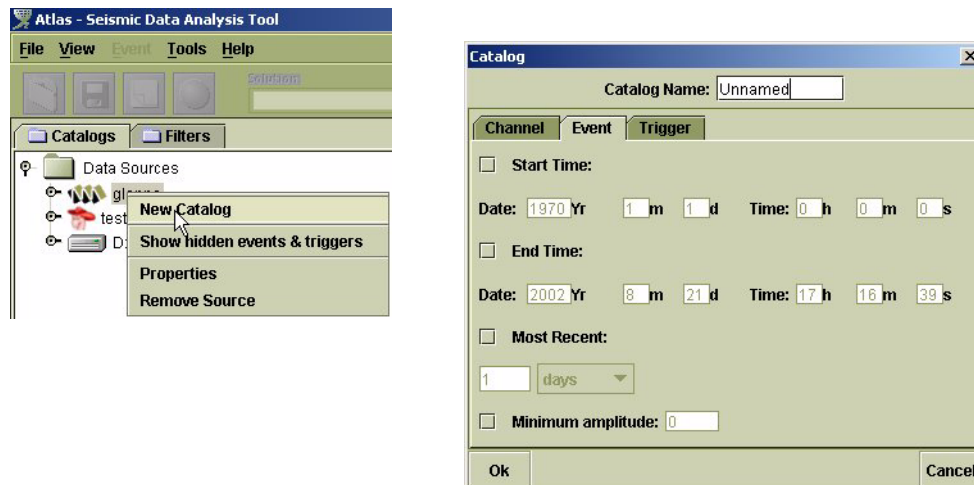 Atlas - Seismic Data Analysis Tool
File View Event Tools Help
Solution:
Catalogs Filters
Data Sources
New Catalog
test
Show hidden events & triggers
Properties
Remove Source
Catalog
Catalog Name: Unnamed
Channel Event Trigger
Start Time:
Date: 1970 Yr 1 m 1 d Time: 0 h 0 m 0 s
End Time:
Date: 2002 Yr 8 m 21 d Time: 17 h 16 m 39 s
Most Recent:
1 days
Minimum amplitude: 0
Ok Cancel